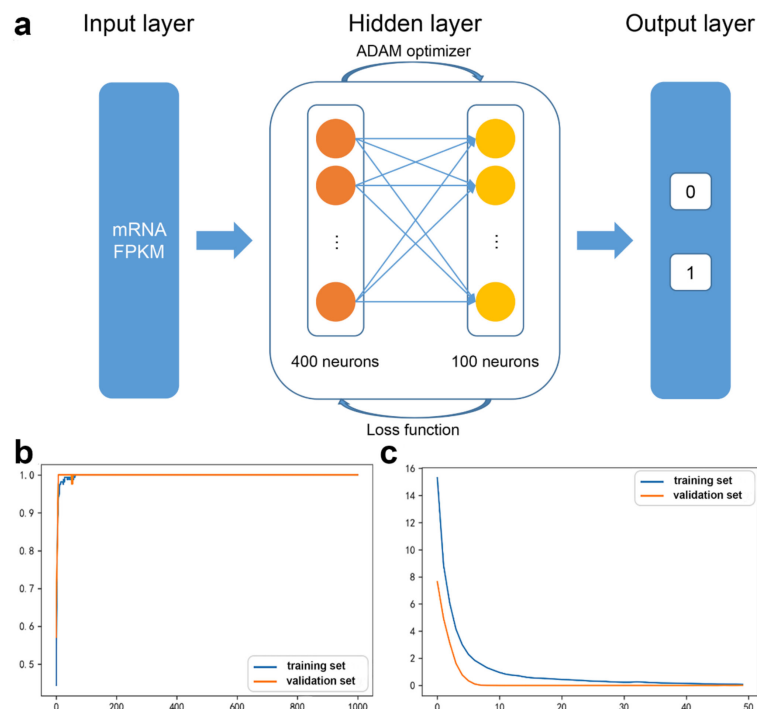 a
Input layer
Hidden layer
Output layer
ADAM optimizer
mRNA
FPKM
...
...
0
1
400 neurons
100 neurons
Loss function
b
1.0
0.9
0.8
0.7
0.6
0.5
training set
validation set
0
200
400
600
800
1000
c
16
14
12
10
8
6
4
2
0
training set
validation set
0
10
20
30
40
50